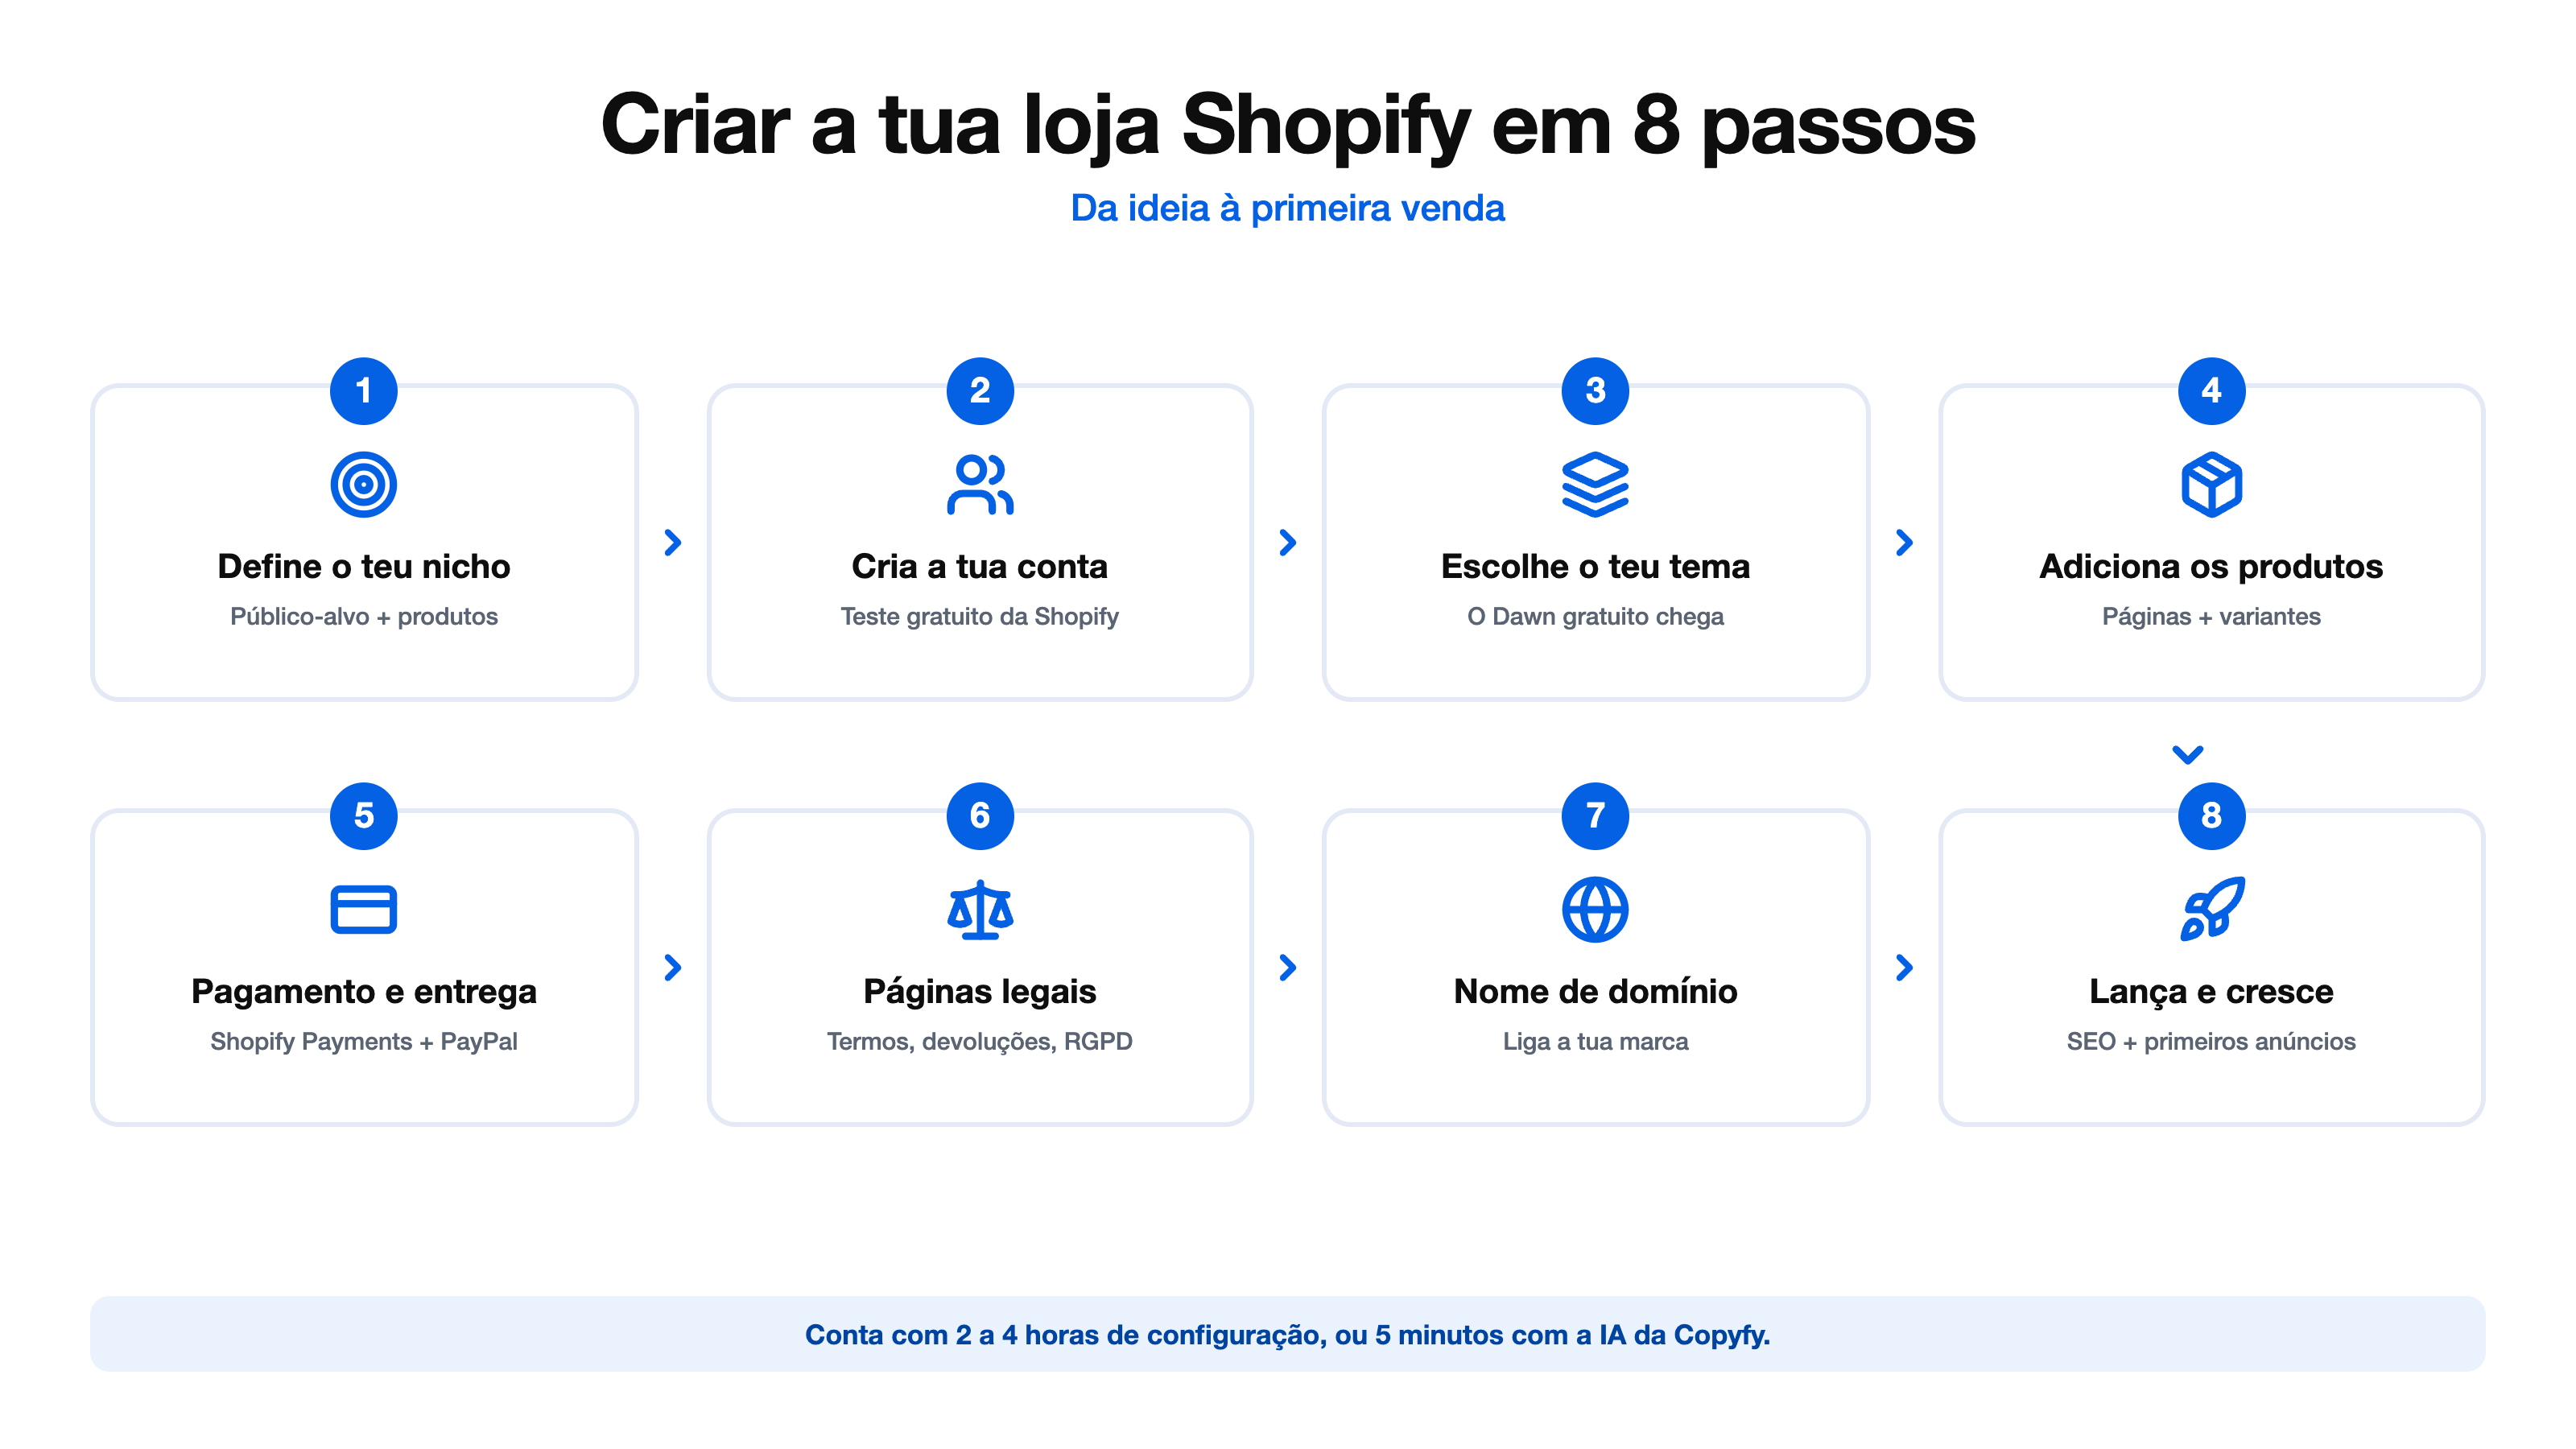 Criar a tua loja Shopify em 8 passos
Da ideia à primeira venda
1
Define o teu nicho
Público-alvo + produtos
2
Cria a tua conta
Teste gratuito da Shopify
3
Escolhe o teu tema
O Dawn gratuito chega
4
Adiciona os produtos
Páginas + variantes
5
Pagamento e entrega
Shopify Payments + PayPal
6
Páginas legais
Termos, devoluções, RGPD
7
Nome de domínio
Liga a tua marca
8
Lança e cresce
SEO + primeiros anúncios
Conta com 2 a 4 horas de configuração, ou 5 minutos com a IA da Copyfy.